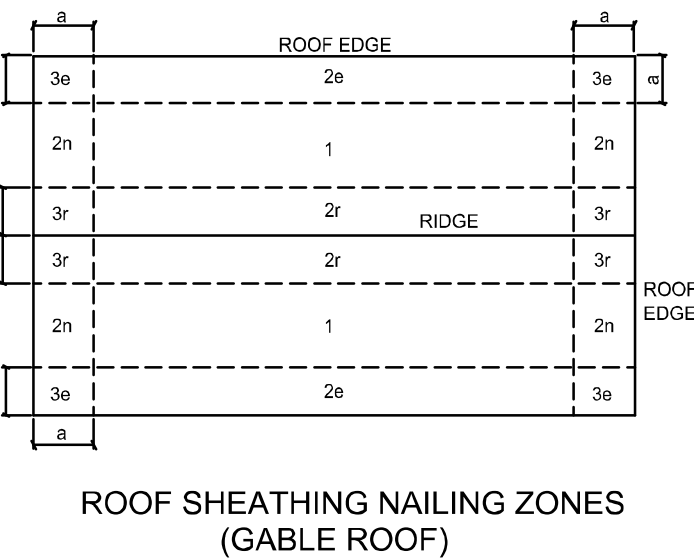 a a
ROOF EDGE
3e 2e 3e a
2n 1 2n
3r 2r 3r
RIDGE
3r 2r 3r
ROOF
EDGE
2n 1 2n
3e 2e 3e
a
ROOF SHEATHING NAILING ZONES
(GABLE ROOF)